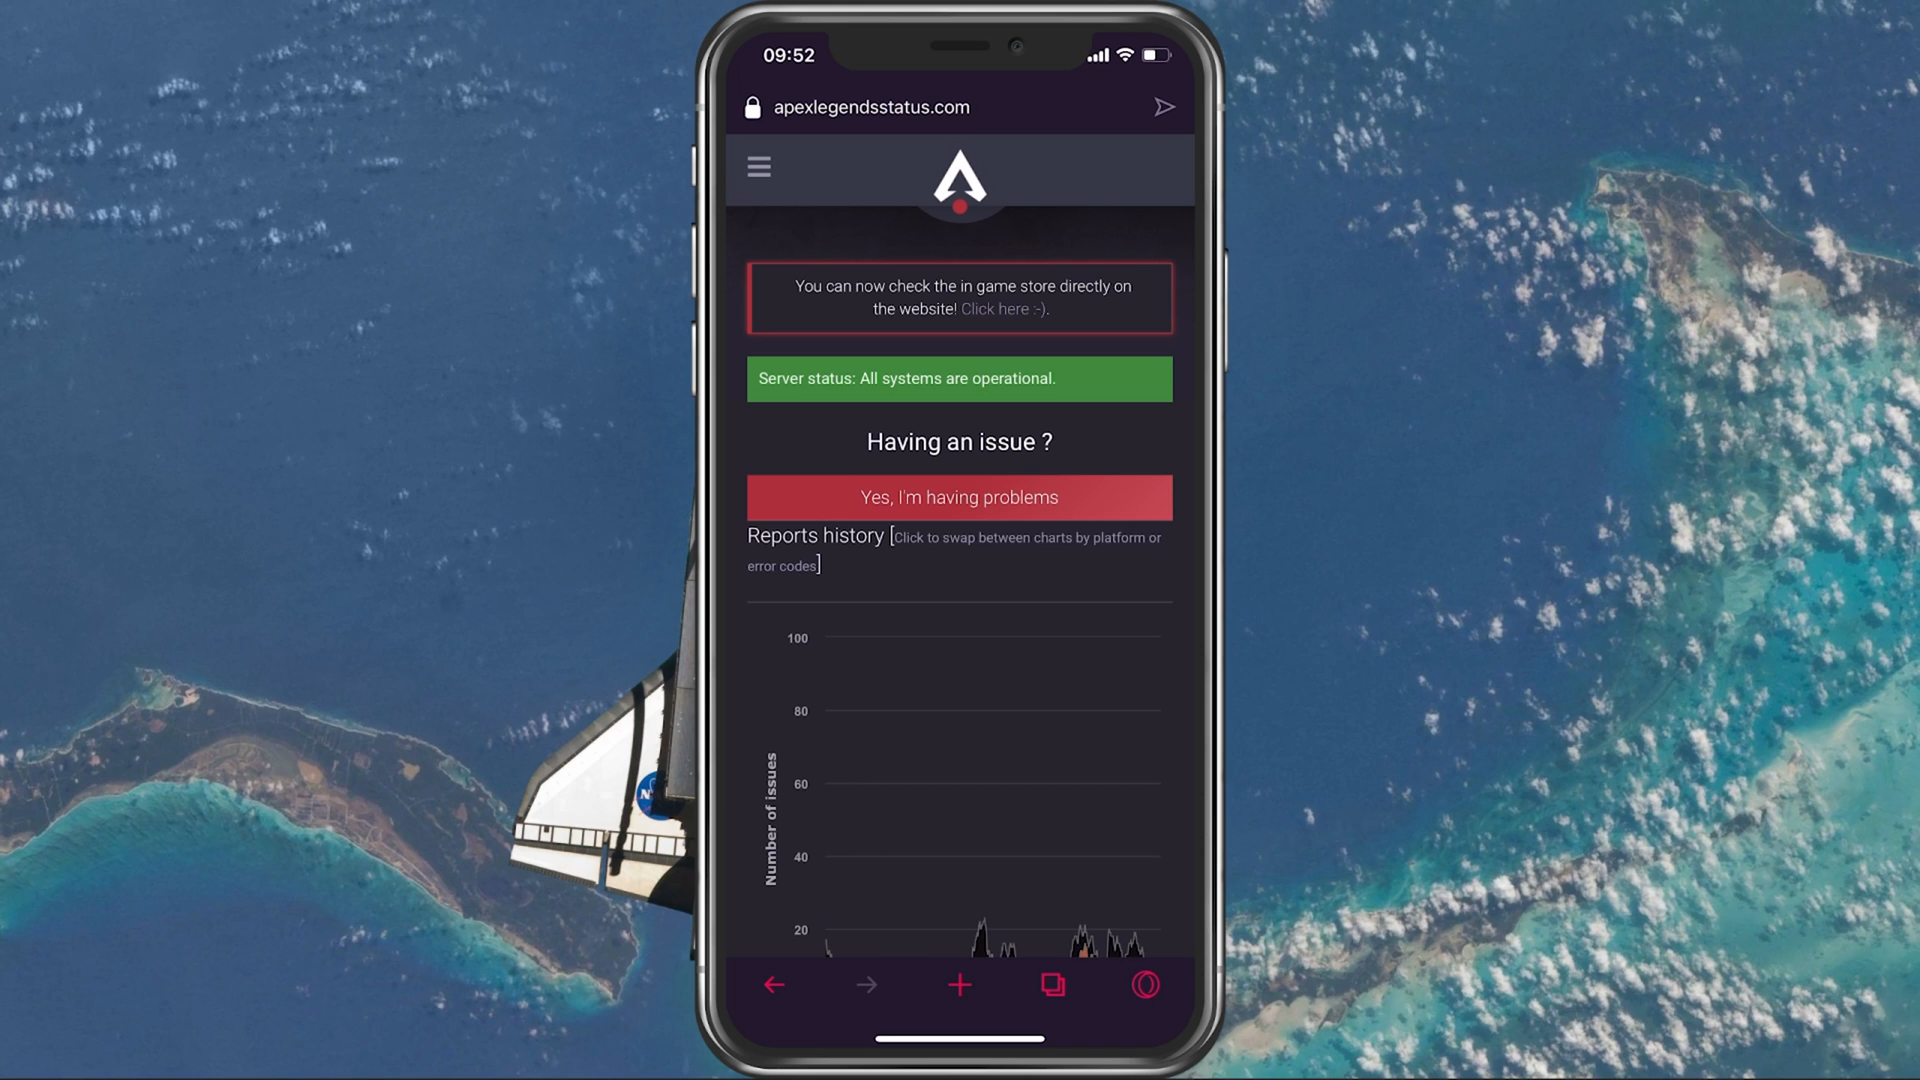 09:52
apexlegendsstatus.com
You can now check the in game store directly on
the website! Click here :-).
Server status: All systems are operational.
Having an issue ?
Yes, I'm having problems
Reports history [Click to swap between charts by platform or
error codes]
100
80
60
40
20
Number of issues